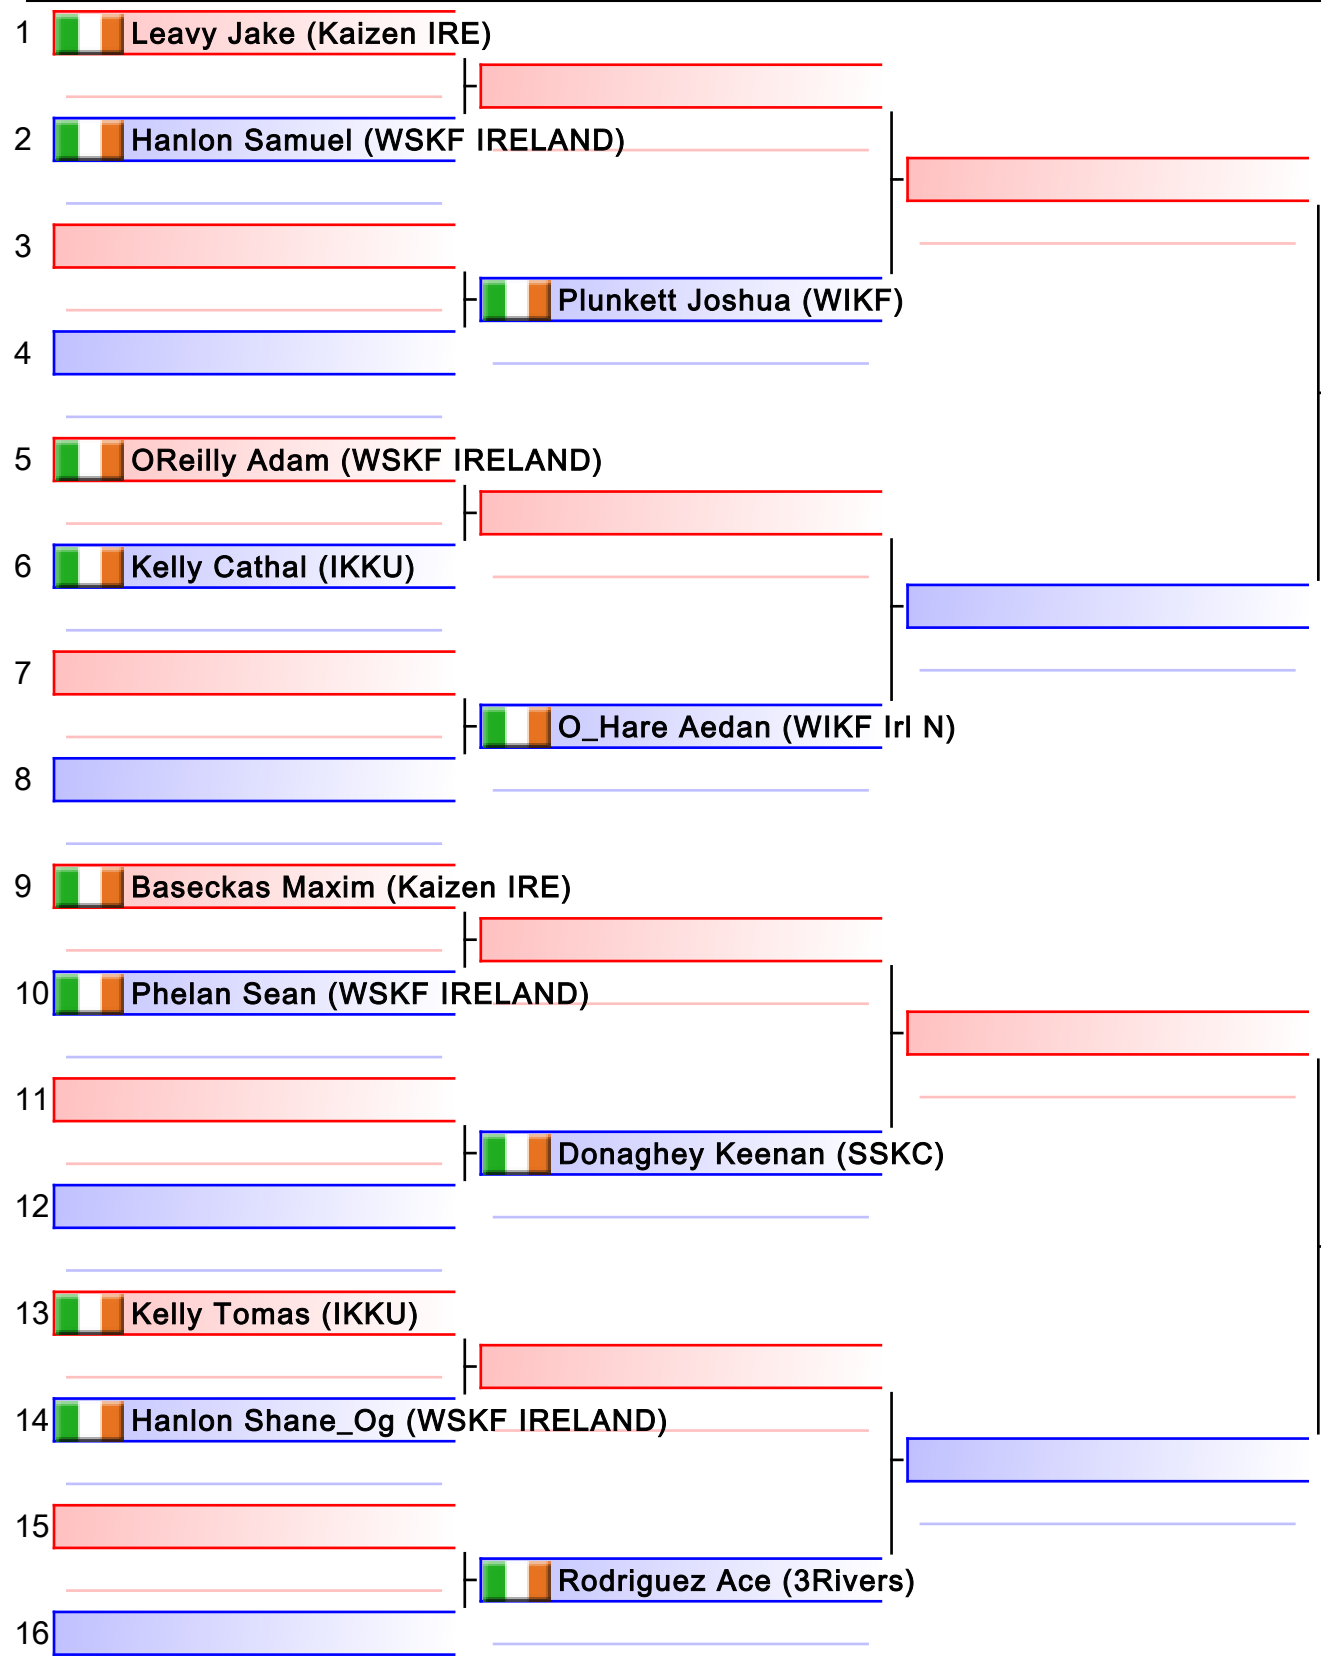 1 Leavy Jake (Kaizen IRE)
2 Hanlon Samuel (WSKF IRELAND)
3
Plunkett Joshua (WIKF)
4
5 OReilly Adam (WSKF IRELAND)
6 Kelly Cathal (IKKU)
7
O_Hare Aedan (WIKF Irl N)
8
9 Baseckas Maxim (Kaizen IRE)
10 Phelan Sean (WSKF IRELAND)
11
Donaghey Keenan (SSKC)
12
13 Kelly Tomas (IKKU)
14 Hanlon Shane_Og (WSKF IRELAND)
15
Rodriguez Ace (3Rivers)
16